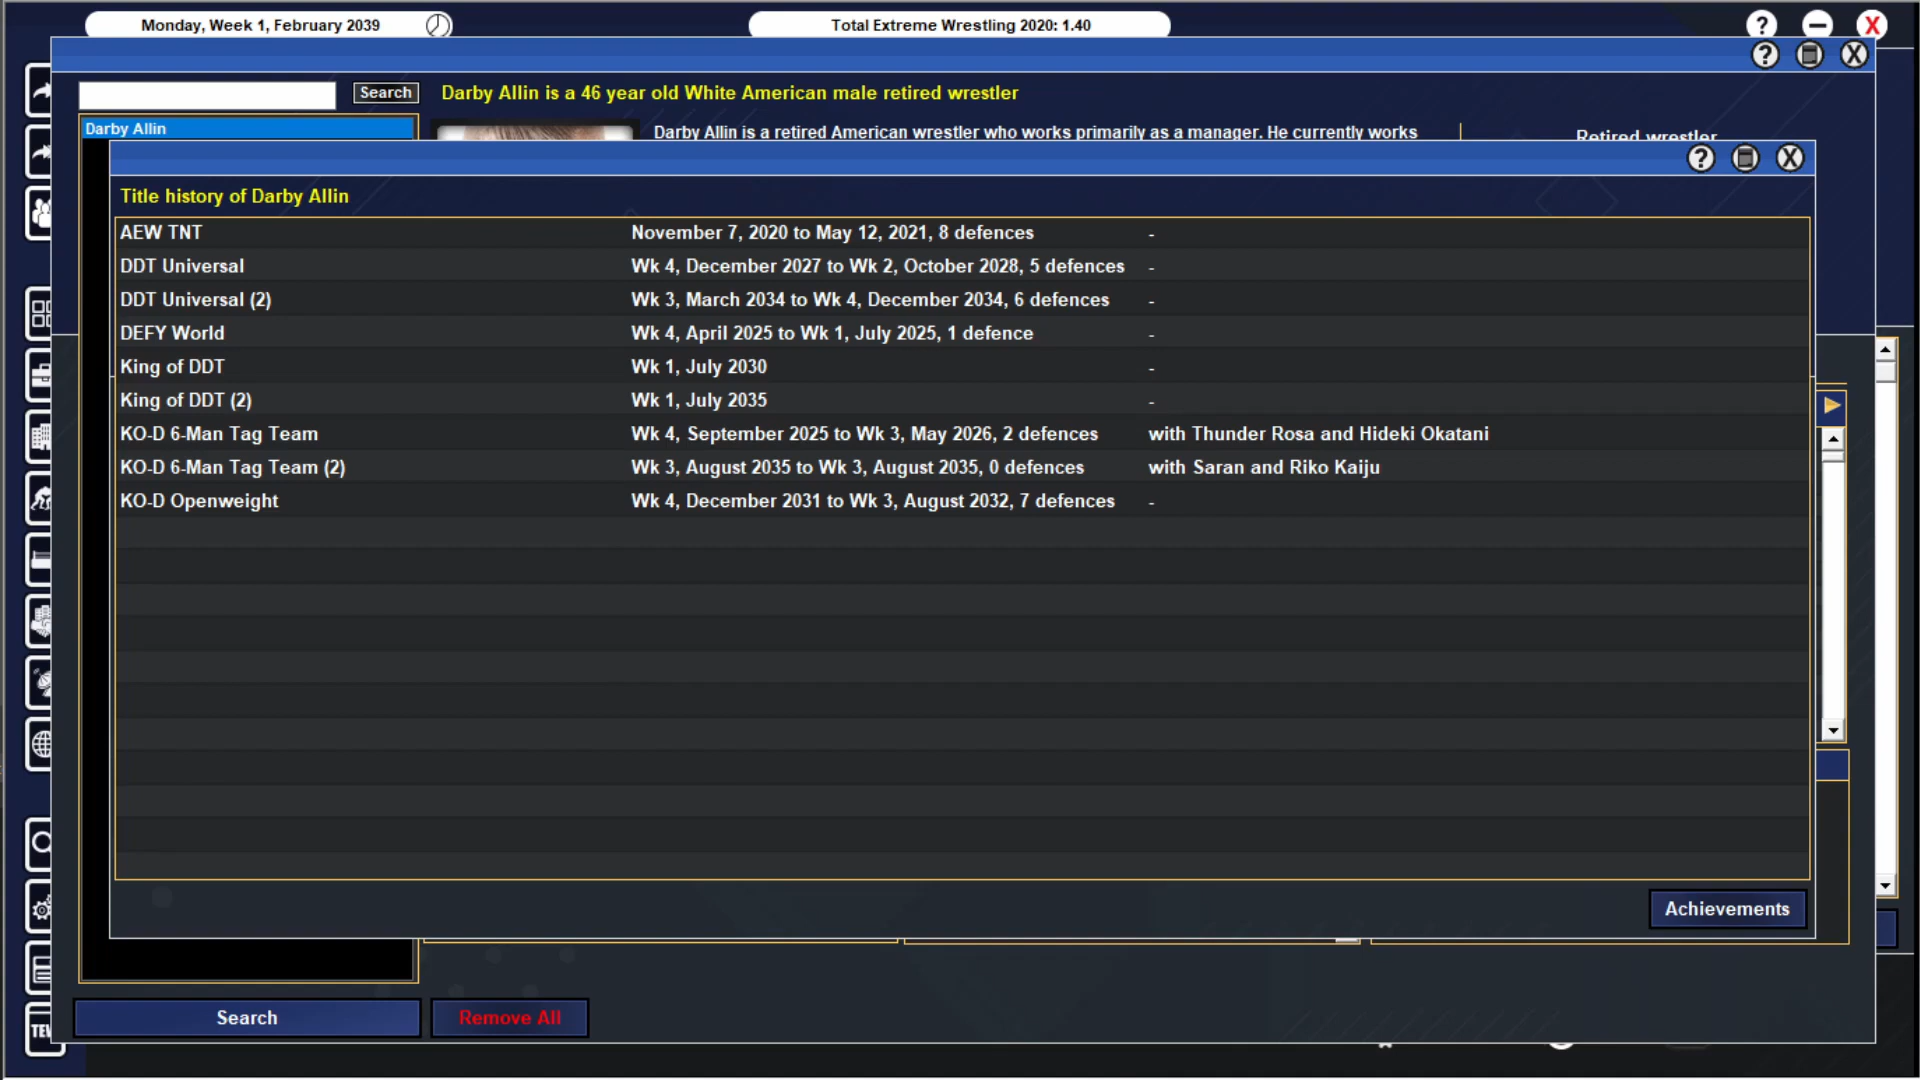 Monday, Week 1, February 2039
Total Extreme Wrestling 2020: 1.40
?
X
?
X
Search
Darby Allin is a 46 year old White American male retired wrestler
Darby Allin
Darby Allin is a retired American wrestler who works primarily as a manager. He currently works
Retired wrestler
?
X
Title history of Darby Allin
AEW TNT November 7, 2020 to May 12, 2021, 8 defences -
DDT Universal Wk 4, December 2027 to Wk 2, October 2028, 5 defences -
DDT Universal (2) Wk 3, March 2034 to Wk 4, December 2034, 6 defences -
DEFY World Wk 4, April 2025 to Wk 1, July 2025, 1 defence -
King of DDT Wk 1, July 2030 -
King of DDT (2) Wk 1, July 2035 -
KO-D 6-Man Tag Team Wk 4, September 2025 to Wk 3, May 2026, 2 defences with Thunder Rosa and Hideki Okatani
KO-D 6-Man Tag Team (2) Wk 3, August 2035 to Wk 3, August 2035, 0 defences with Saran and Riko Kaiju
KO-D Openweight Wk 4, December 2031 to Wk 3, August 2032, 7 defences -
Achievements
Search
Remove All